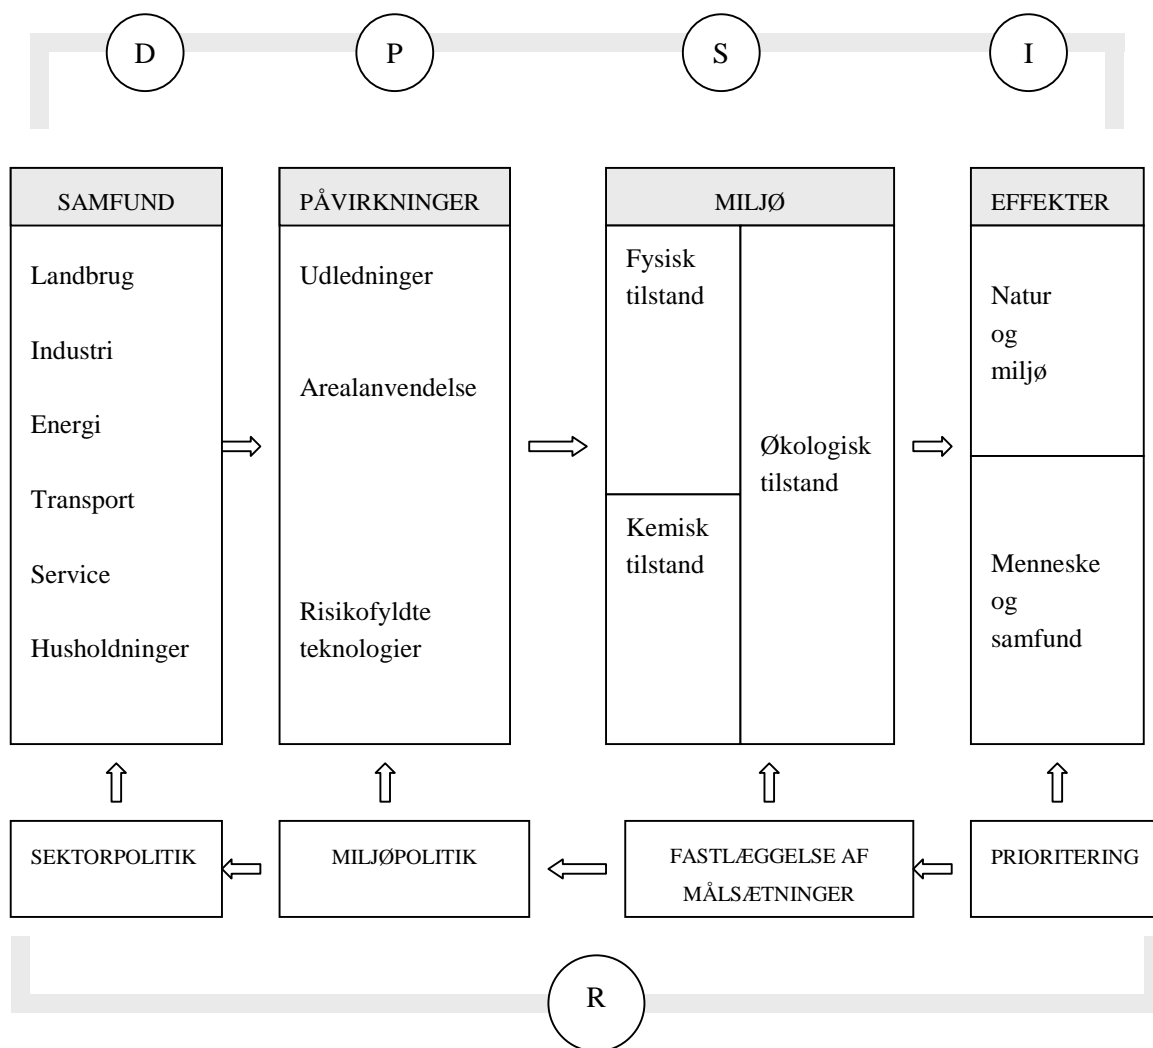 D
P
S
I
SAMFUND
Landbrug
Industri
Energi
Transport
Service
Husholdninger
PÅVIRKNINGER
Udledninger
Arealanvendelse
Risikofyldte
teknologier
MILJØ
Fysisk
tilstand
Kemisk
tilstand
Økologisk
tilstand
EFFEKTER
Natur
og
miljø
Menneske
og
samfund
SEKTORPOLITIK
MILJØPOLITIK
FASTLÆGGELSE AF
MÅLSÆTNINGER
PRIORITERING
R